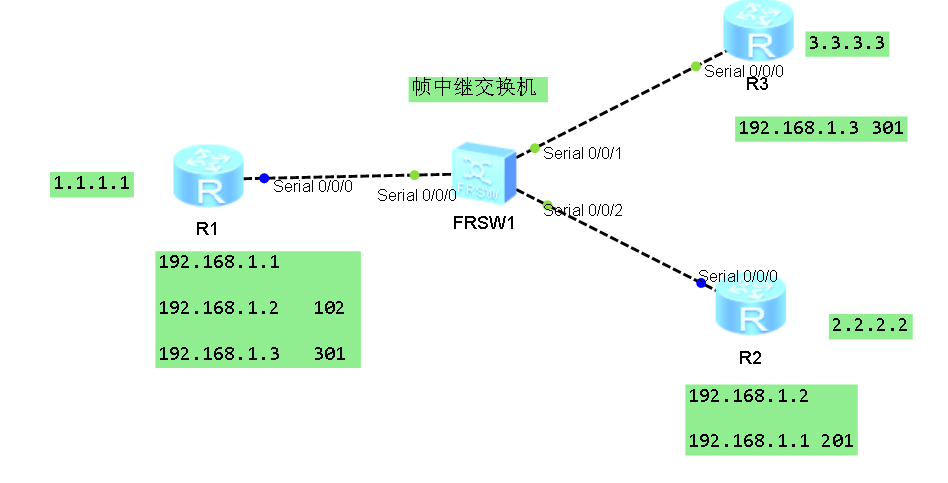 3.3.3.3
Serial 0/0/0
R3
帧中继交换机
192.168.1.3 301
Serial 0/0/1
1.1.1.1
R
Serial 0/0/0
Serial 0/0/0
R1
FRSW1
Serial 0/0/2
192.168.1.1
192.168.1.2 102
192.168.1.3 301
Serial 0/0/0
R
2.2.2.2
R2
192.168.1.2
192.168.1.1 201
R